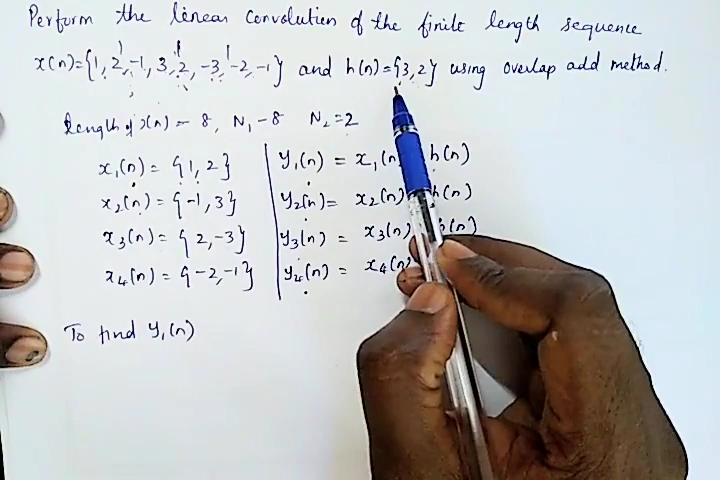 Perform the linear Convolution of the finite length sequence
x(n)={1, 2, -1, 3, 2, -3, -2, -1} and h(n)={3, 2} using overlap add method.
Length of x(n) - 8, N₁ - 8 N₂ = 2
x₁(n) = {1, 2} y₁(n) = x₁(n) h(n)
x₂(n) = {-1, 3} y₂(n) = x₂(n) h(n)
x₃(n) = {2, -3} y₃(n) = x₃(n) h(n)
x₄(n) = {-2, -1} y₄(n) = x₄(n)
To find y₁(n)